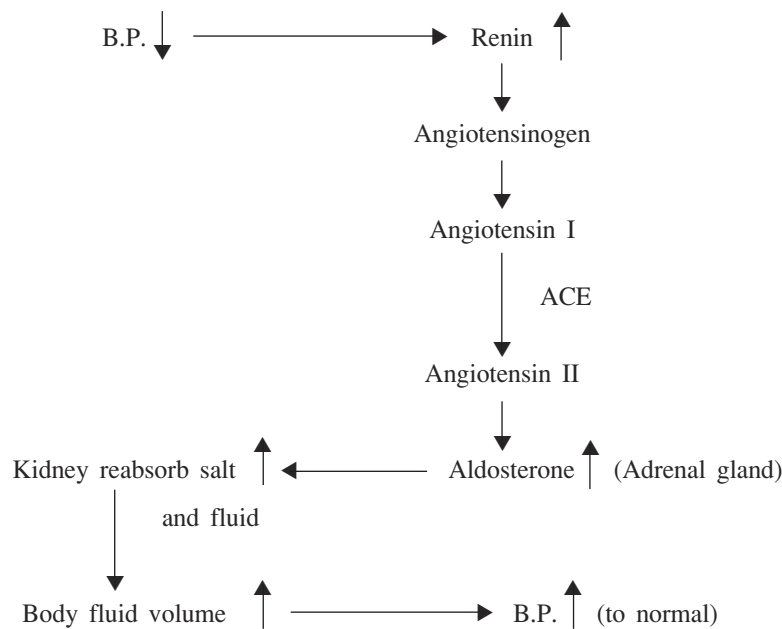 B.P. Renin
Angiotensinogen
Angiotensin I
ACE
Angiotensin II
Kidney reabsorb salt Aldosterone (Adrenal gland)
and fluid
Body fluid volume B.P. (to normal)